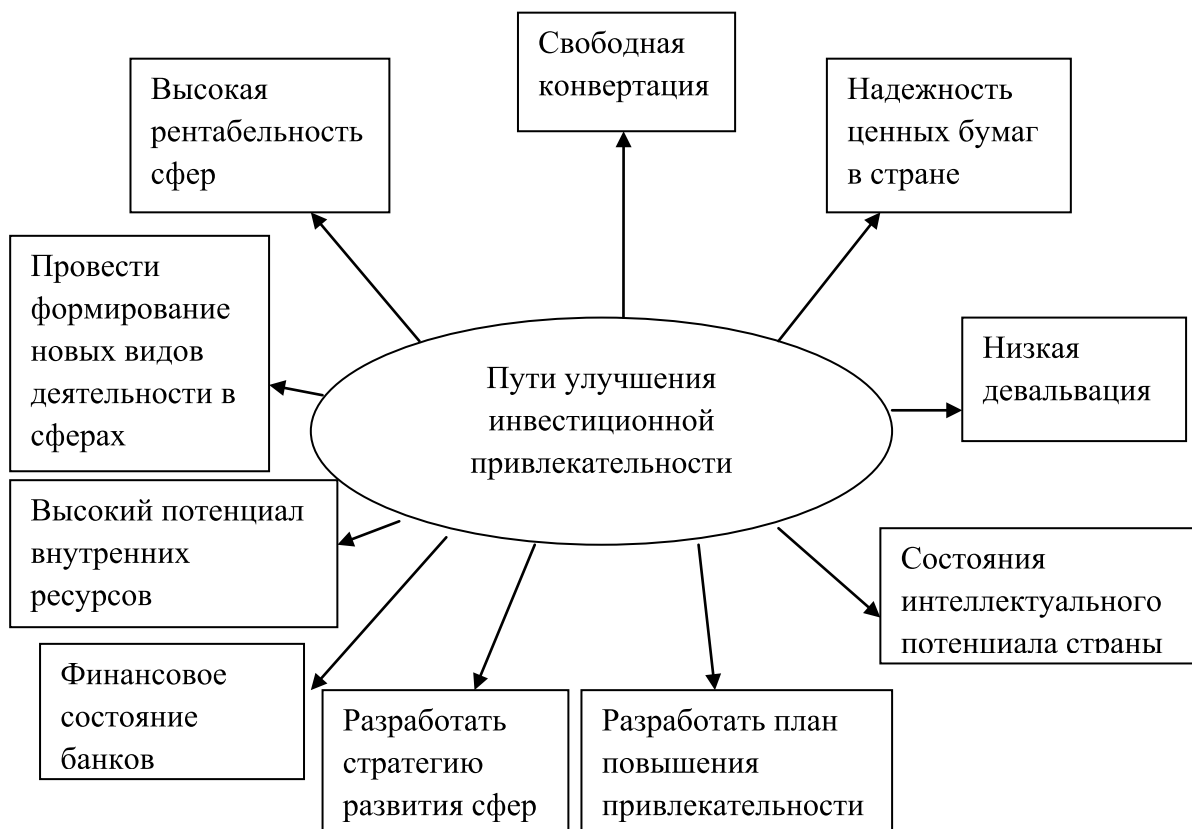 Свободная
конвертация
Высокая
рентабельность
сфер
Надежность
ценных бумаг
в стране
Провести
формирование
новых видов
деятельности в
сферах
Пути улучшения
инвестиционной
привлекательности
Низкая
девальвация
Высокий потенциал
внутренних
ресурсов
Состояния
интеллектуального
потенциала страны
Финансовое
состояние
банков
Разработать
стратегию
развития сфер
Разработать план
повышения
привлекательности